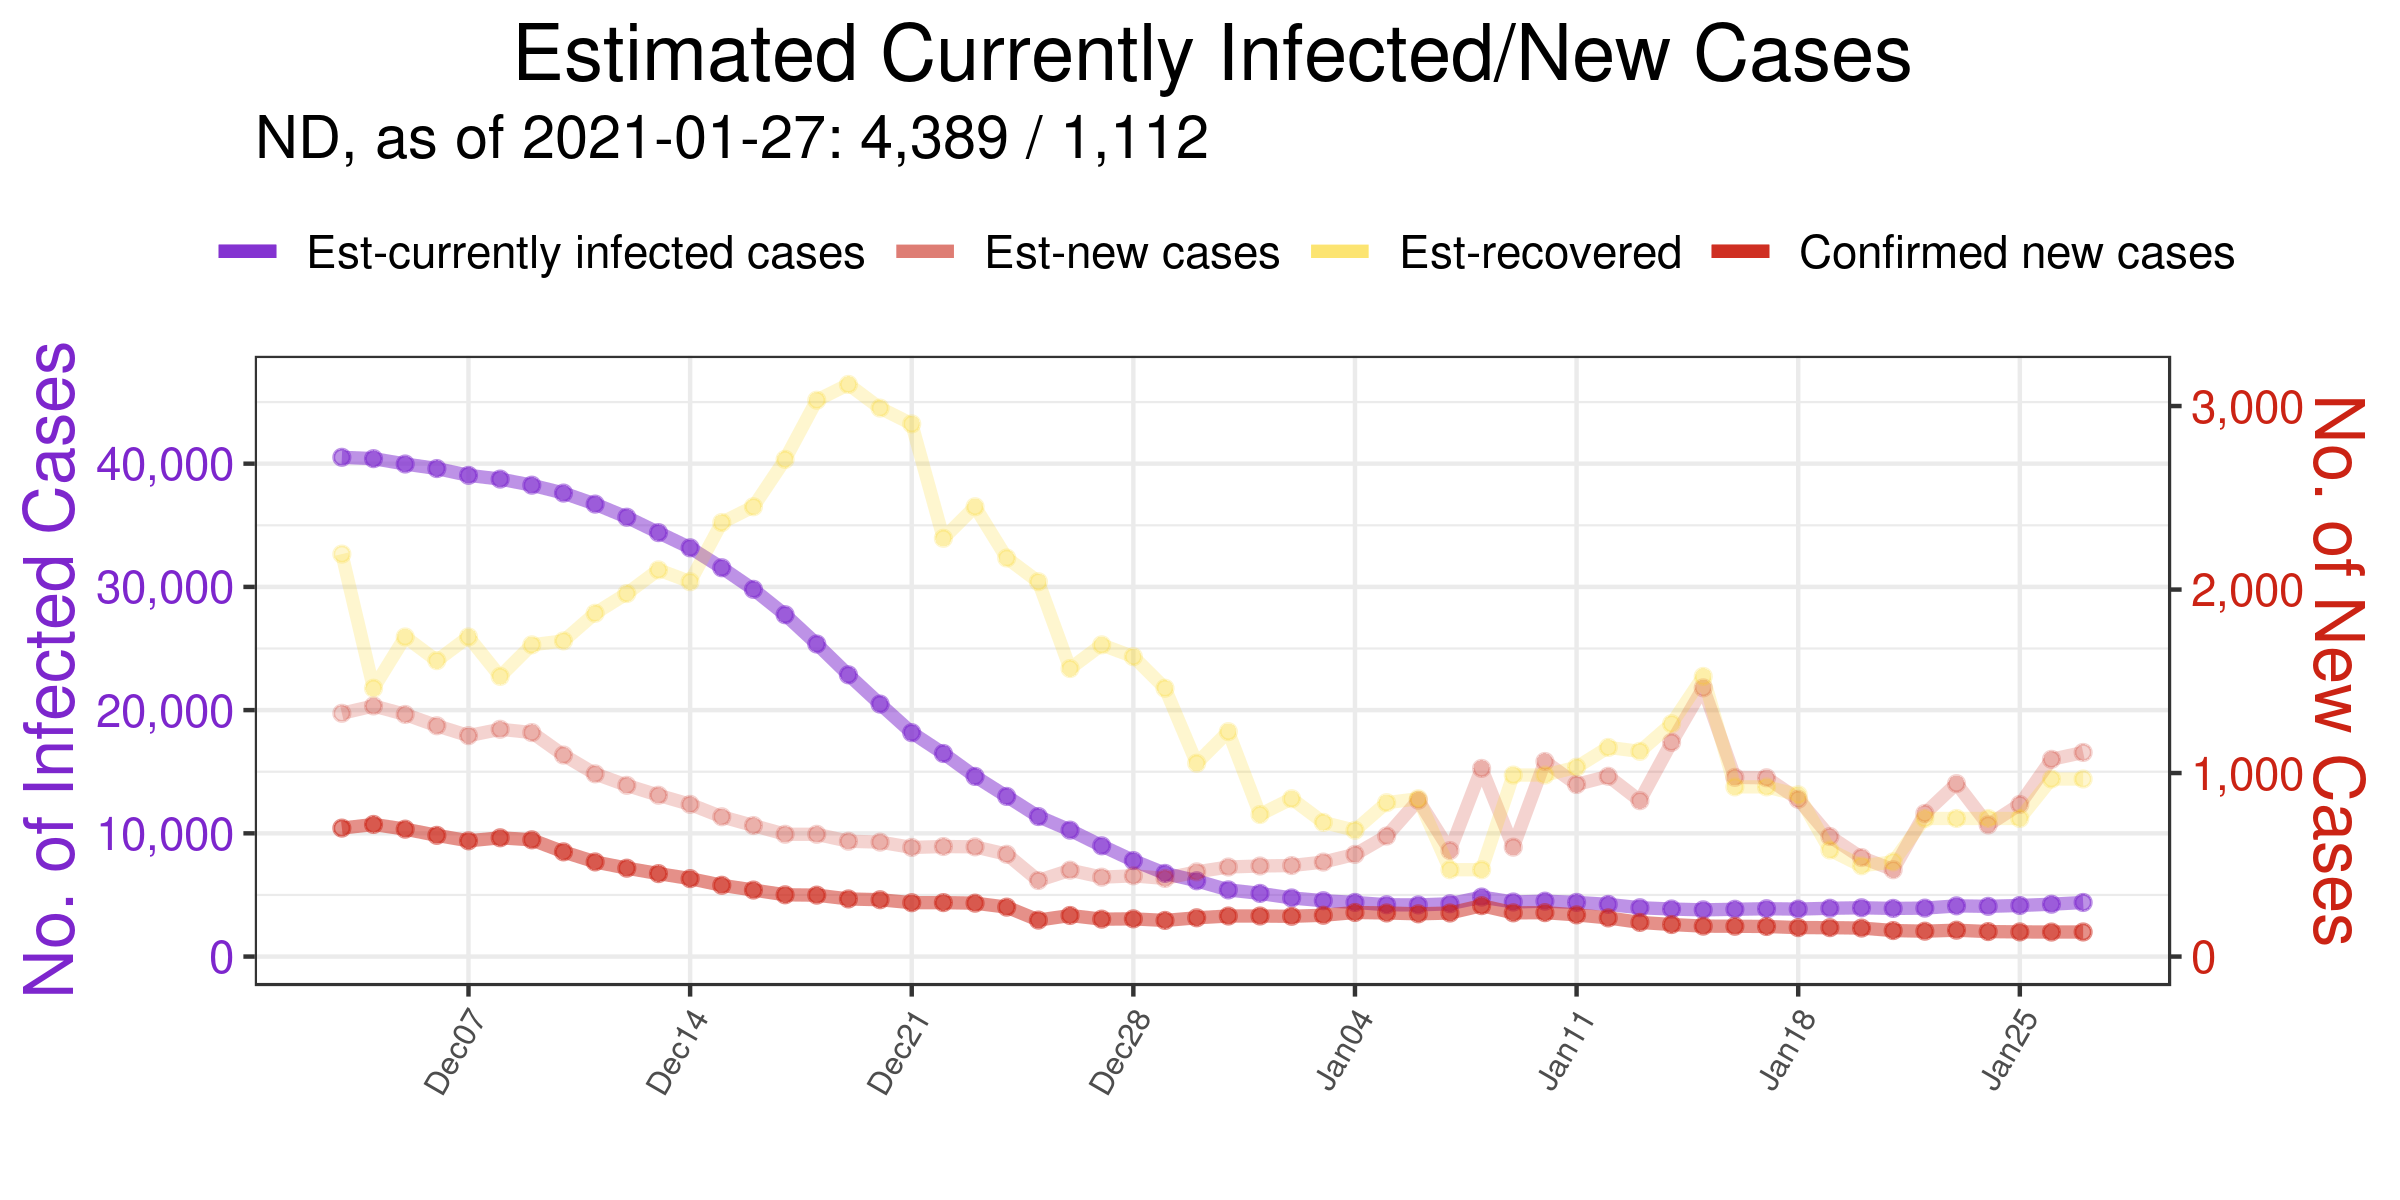 Estimated Currently Infected/New Cases
ND, as of 2021-01-27: 4,389 / 1,112
Est-currently infected cases Est-new cases Est-recovered Confirmed new cases
No. of Infected Cases
40,000
30,000
20,000
10,000
0
3,000
2,000
1,000
0
No. of New Cases
Dec07 Dec14 Dec21 Dec28 Jan04 Jan11 Jan18 Jan25